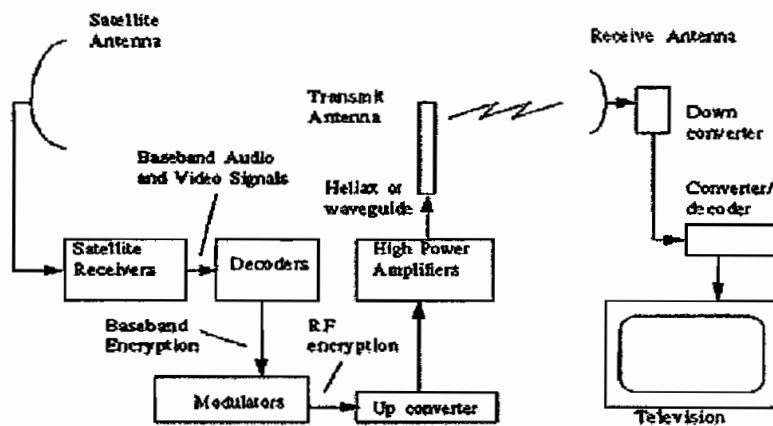 Satellite
Antenna
Receive Antenna
Transmit
Antenna
Down
converter
Baseband Audio
and Video Signals
Heliax or
waveguide
Converter/
decoder
Satellite
Receivers
Decoders
High Power
Amplifiers
Baseband
Encryption
RF
encryption
Modulators
Up converter
Television